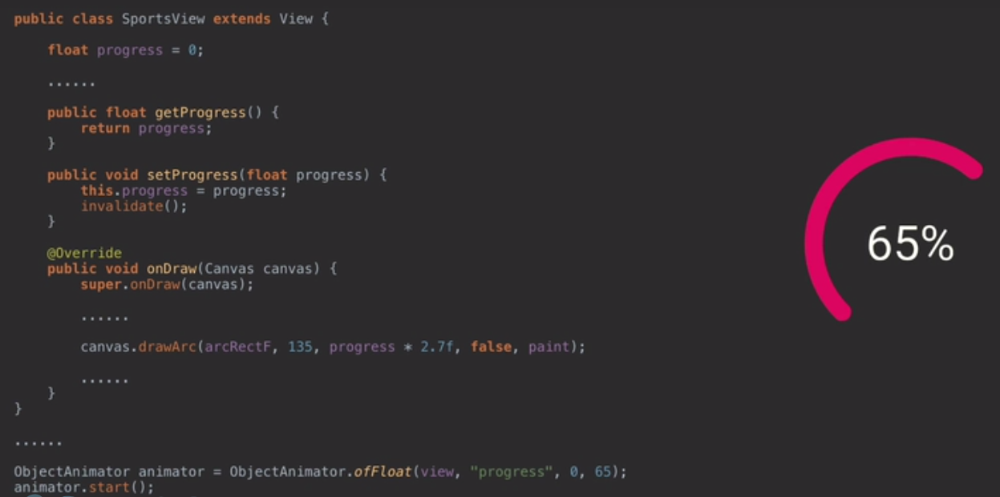 public class SportsView extends View {
float progress = 0;
......
public float getProgress() {
return progress;
}
public void setProgress(float progress) {
this.progress = progress;
invalidate();
}
@Override
public void onDraw(Canvas canvas) {
super.onDraw(canvas);
......
canvas.drawArc(arcRectF, 135, progress * 2.7f, false, paint);
......
}
}
......
ObjectAnimator animator = ObjectAnimator.ofFloat(view, "progress", 0, 65);
animator.start();
65%